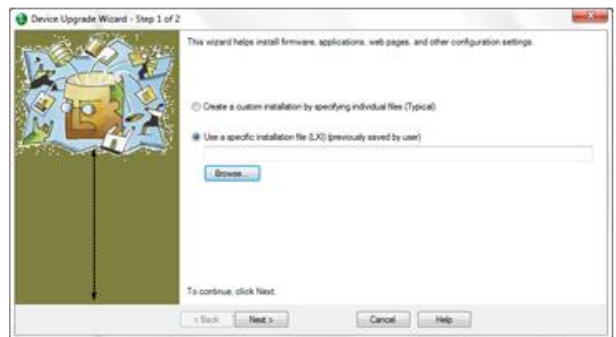 Device Upgrade Wizard - Step 1 of 2
This wizard helps install firmware, applications, web pages, and other configuration settings.
Create a custom installation by specifying individual files (Typical)
Use a specific installation file (LXI) (previously saved by user)
Browse...
To continue, click Next.
< Back
Next >
Cancel
Help